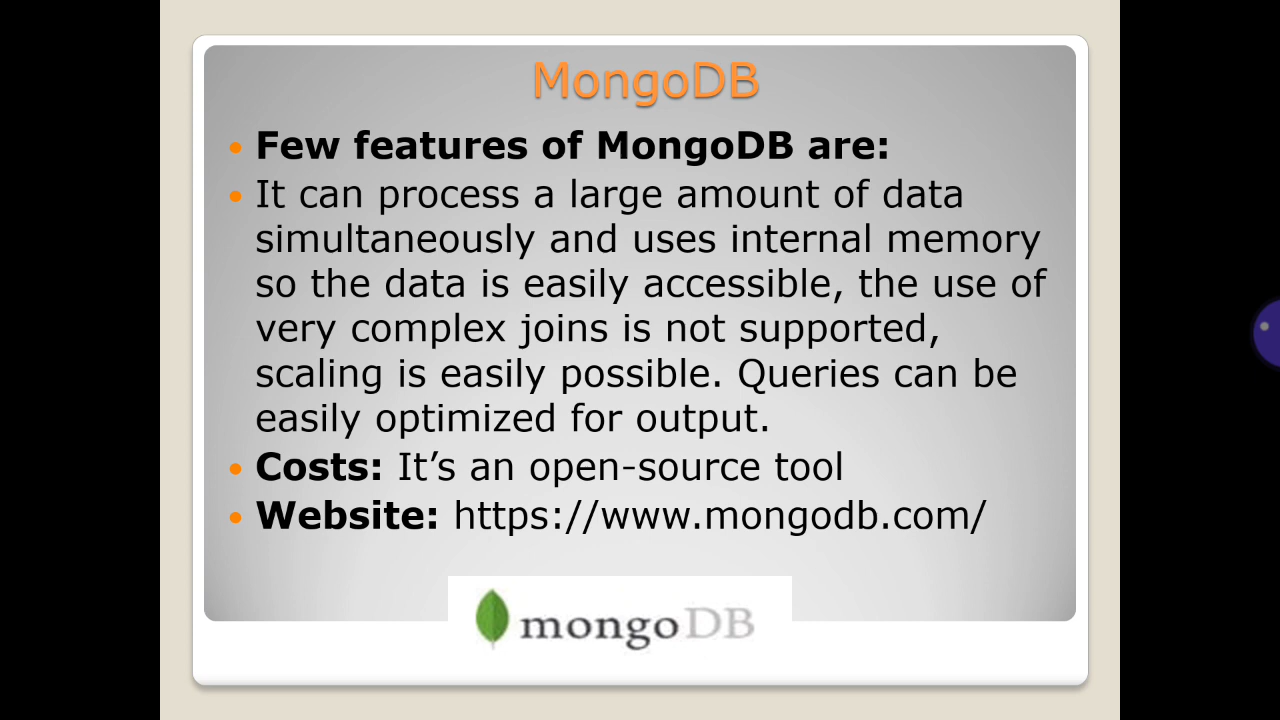 MongoDB
Few features of MongoDB are:
It can process a large amount of data
simultaneously and uses internal memory
so the data is easily accessible, the use of
very complex joins is not supported,
scaling is easily possible. Queries can be
easily optimized for output.
Costs: It’s an open-source tool
Website: https://www.mongodb.com/
mongoDB